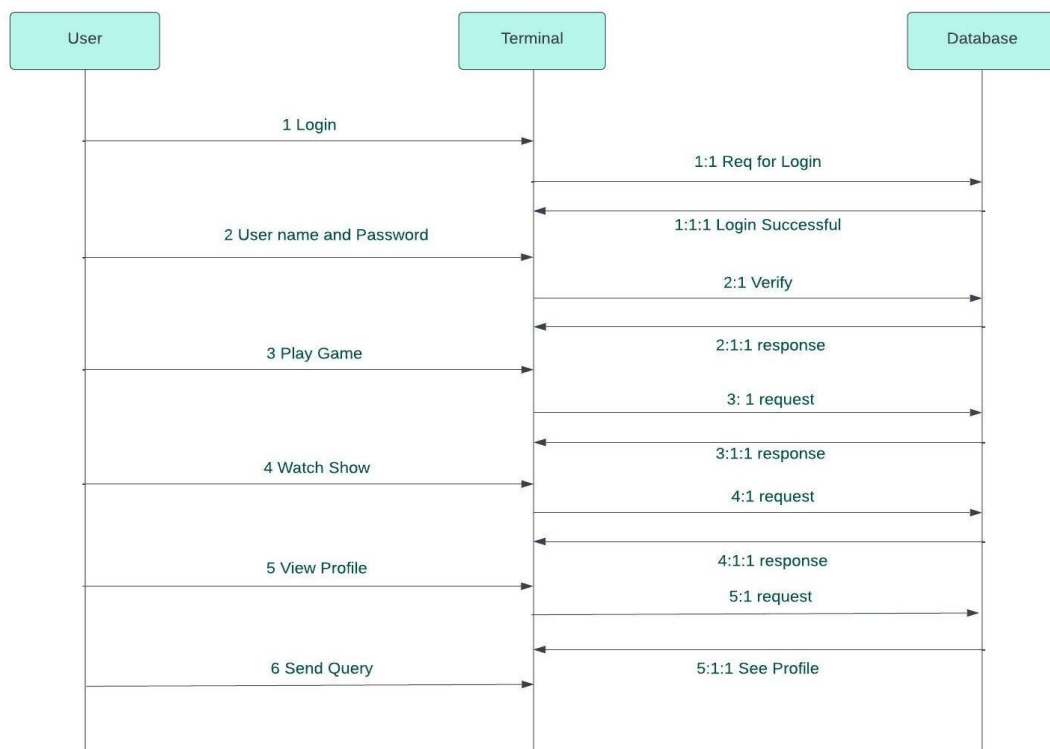 User
Terminal
Database
1 Login
1:1 Req for Login
1:1:1 Login Successful
2 User name and Password
2:1 Verify
2:1:1 response
3 Play Game
3: 1 request
3:1:1 response
4 Watch Show
4:1 request
4:1:1 response
5 View Profile
5:1 request
5:1:1 See Profile
6 Send Query